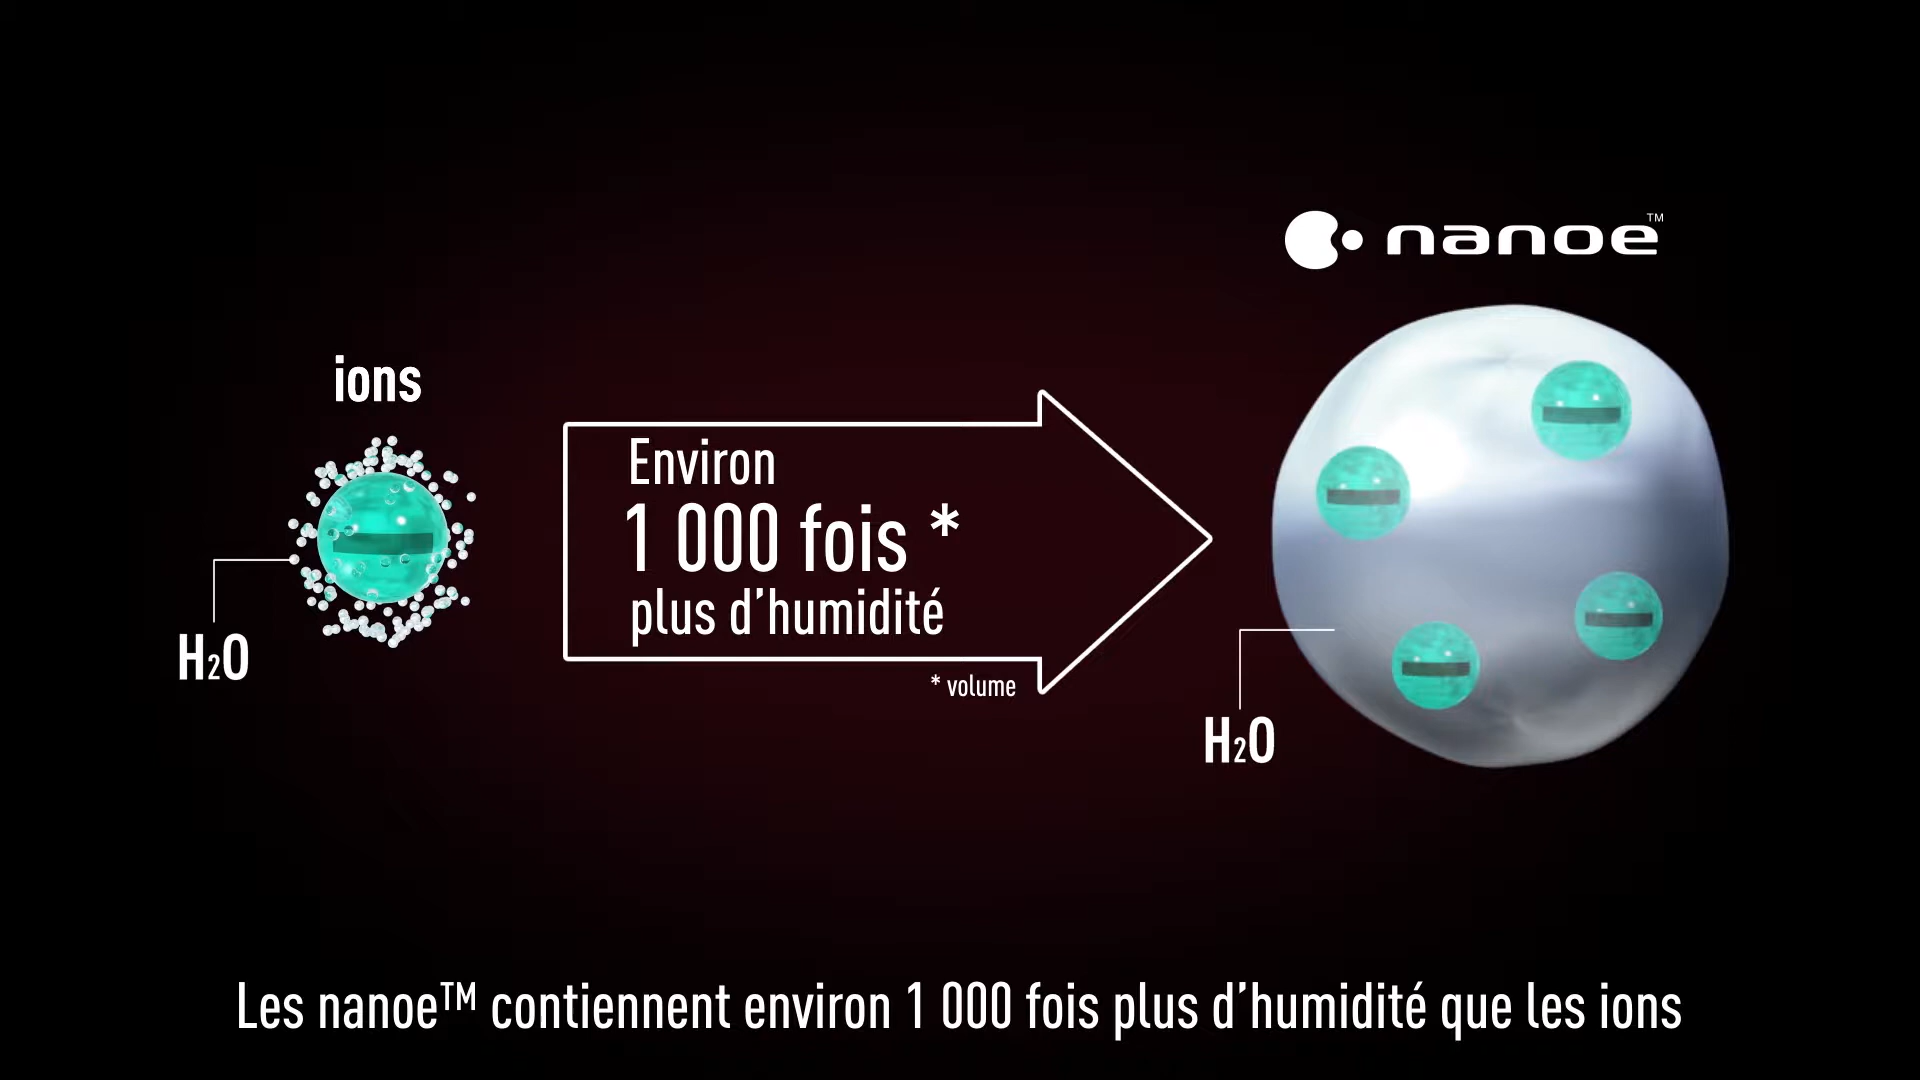 nanoe™
ions
Environ
1 000 fois *
plus d’humidité
* volume
H₂O
H₂O
Les nanoe™ contiennent environ 1 000 fois plus d’humidité que les ions